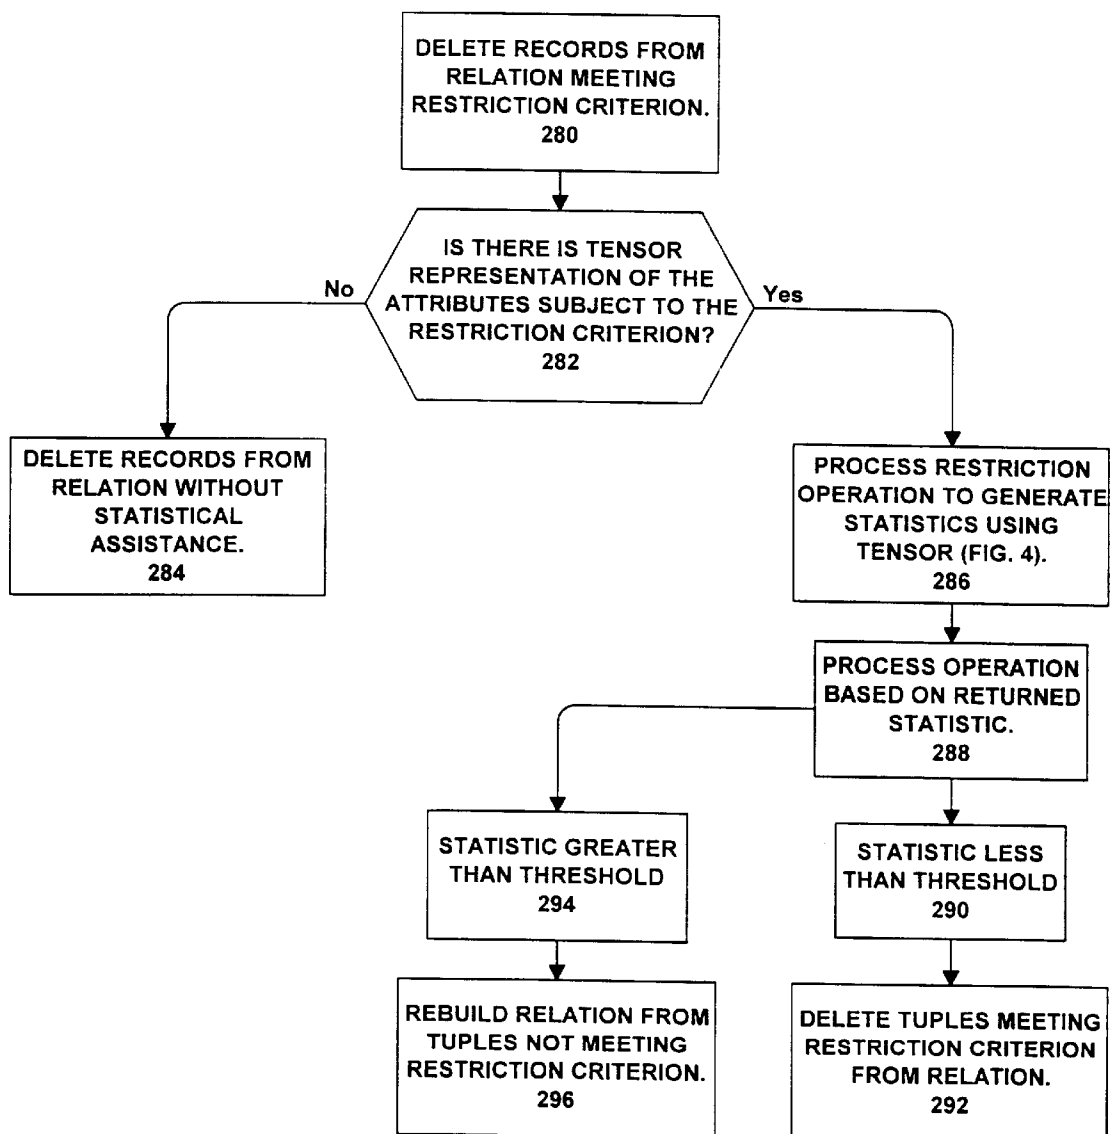 DELETE RECORDS FROM
RELATION MEETING
RESTRICTION CRITERION.
280
IS THERE IS TENSOR
REPRESENTATION OF THE
ATTRIBUTES SUBJECT TO THE
RESTRICTION CRITERION?
282
No
Yes
DELETE RECORDS FROM
RELATION WITHOUT
STATISTICAL
ASSISTANCE.
284
PROCESS RESTRICTION
OPERATION TO GENERATE
STATISTICS USING
TENSOR (FIG. 4).
286
PROCESS OPERATION
BASED ON RETURNED
STATISTIC.
288
STATISTIC GREATER
THAN THRESHOLD
294
STATISTIC LESS
THAN THRESHOLD
290
REBUILD RELATION FROM
TUPLES NOT MEETING
RESTRICTION CRITERION.
296
DELETE TUPLES MEETING
RESTRICTION CRITERION
FROM RELATION.
292